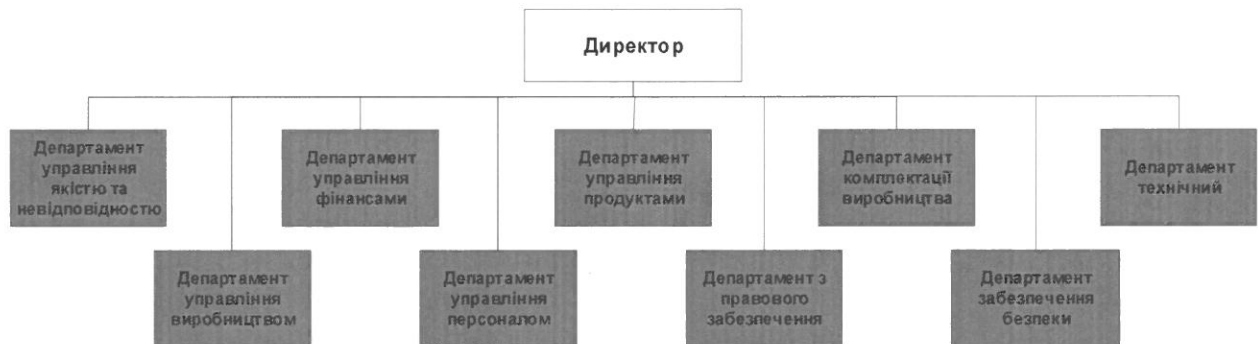 Директор
Департамент
управління
якістю та
невідповідностю
Департамент
управління
фінансами
Департамент
управління
продуктами
Департамент
комплектації
виробництва
Департамент
технічний
Департамент
управління
виробництвом
Департамент
управління
персоналом
Департамент з
правового
забезпечення
Департамент
забезпечення
безпеки